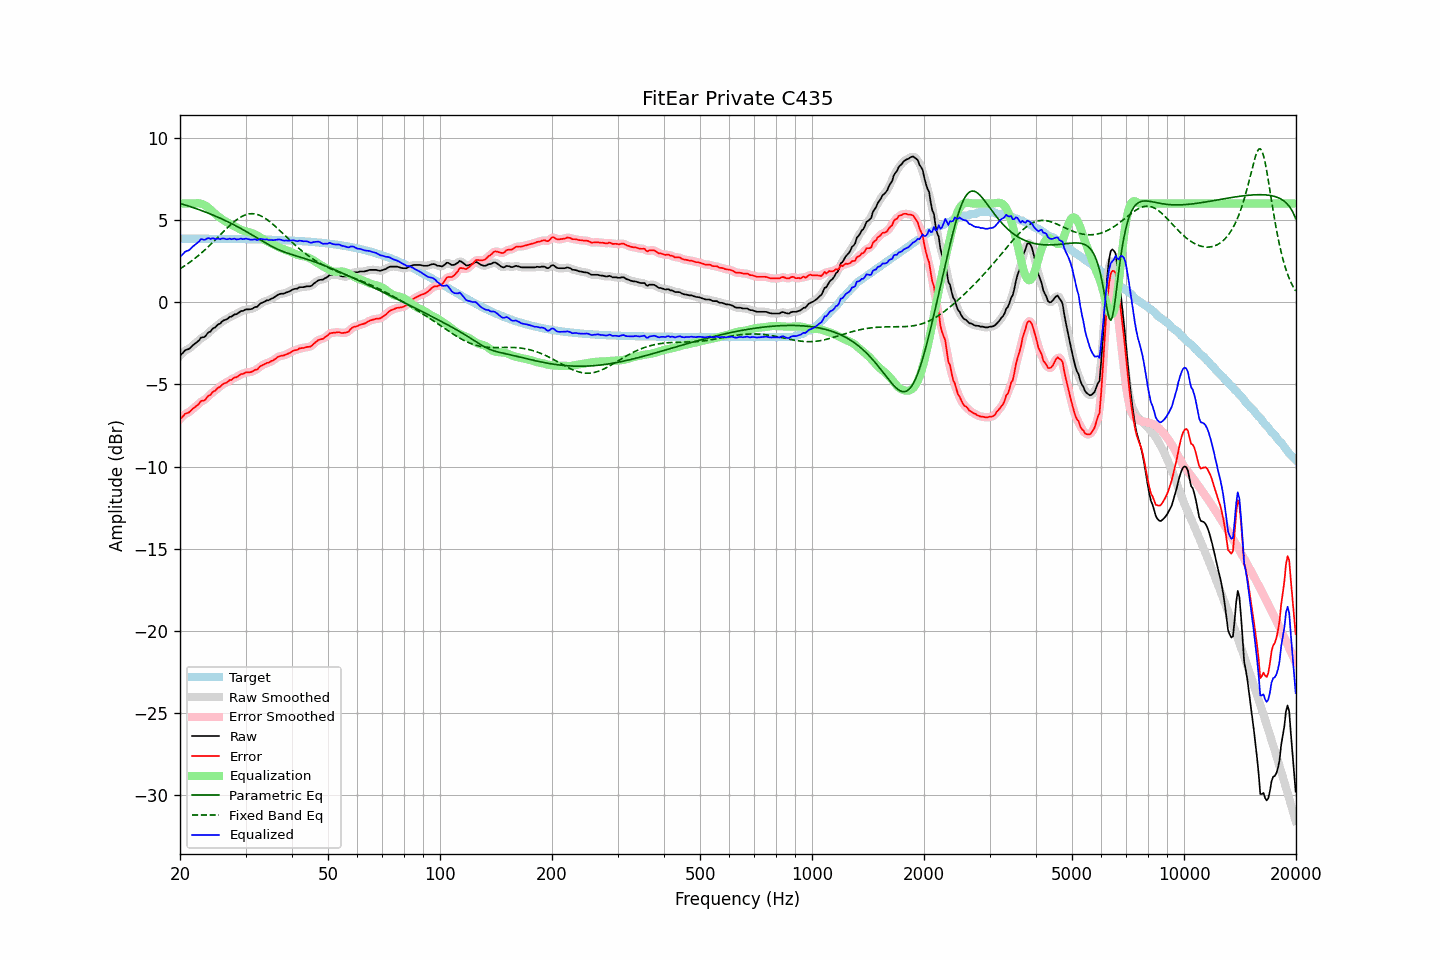 FitEar Private C435
10
5
0
−5
−10
−15
−20
−25
−30
Amplitude (dBr)
Target
Raw Smoothed
Error Smoothed
Raw
Error
Equalization
Parametric Eq
Fixed Band Eq
Equalized
20 50 100 200 500 1000 2000 5000 10000 20000
Frequency (Hz)